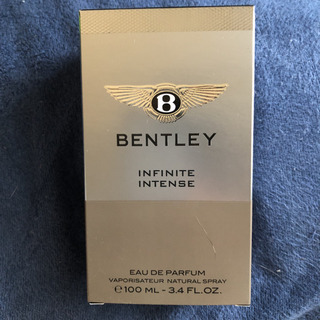 B
BENTLEY
INFINITE
INTENSE
EAU DE PARFUM
VAPORISATEUR NATURAL SPRAY
℮100 ML - 3.4 FL.OZ.